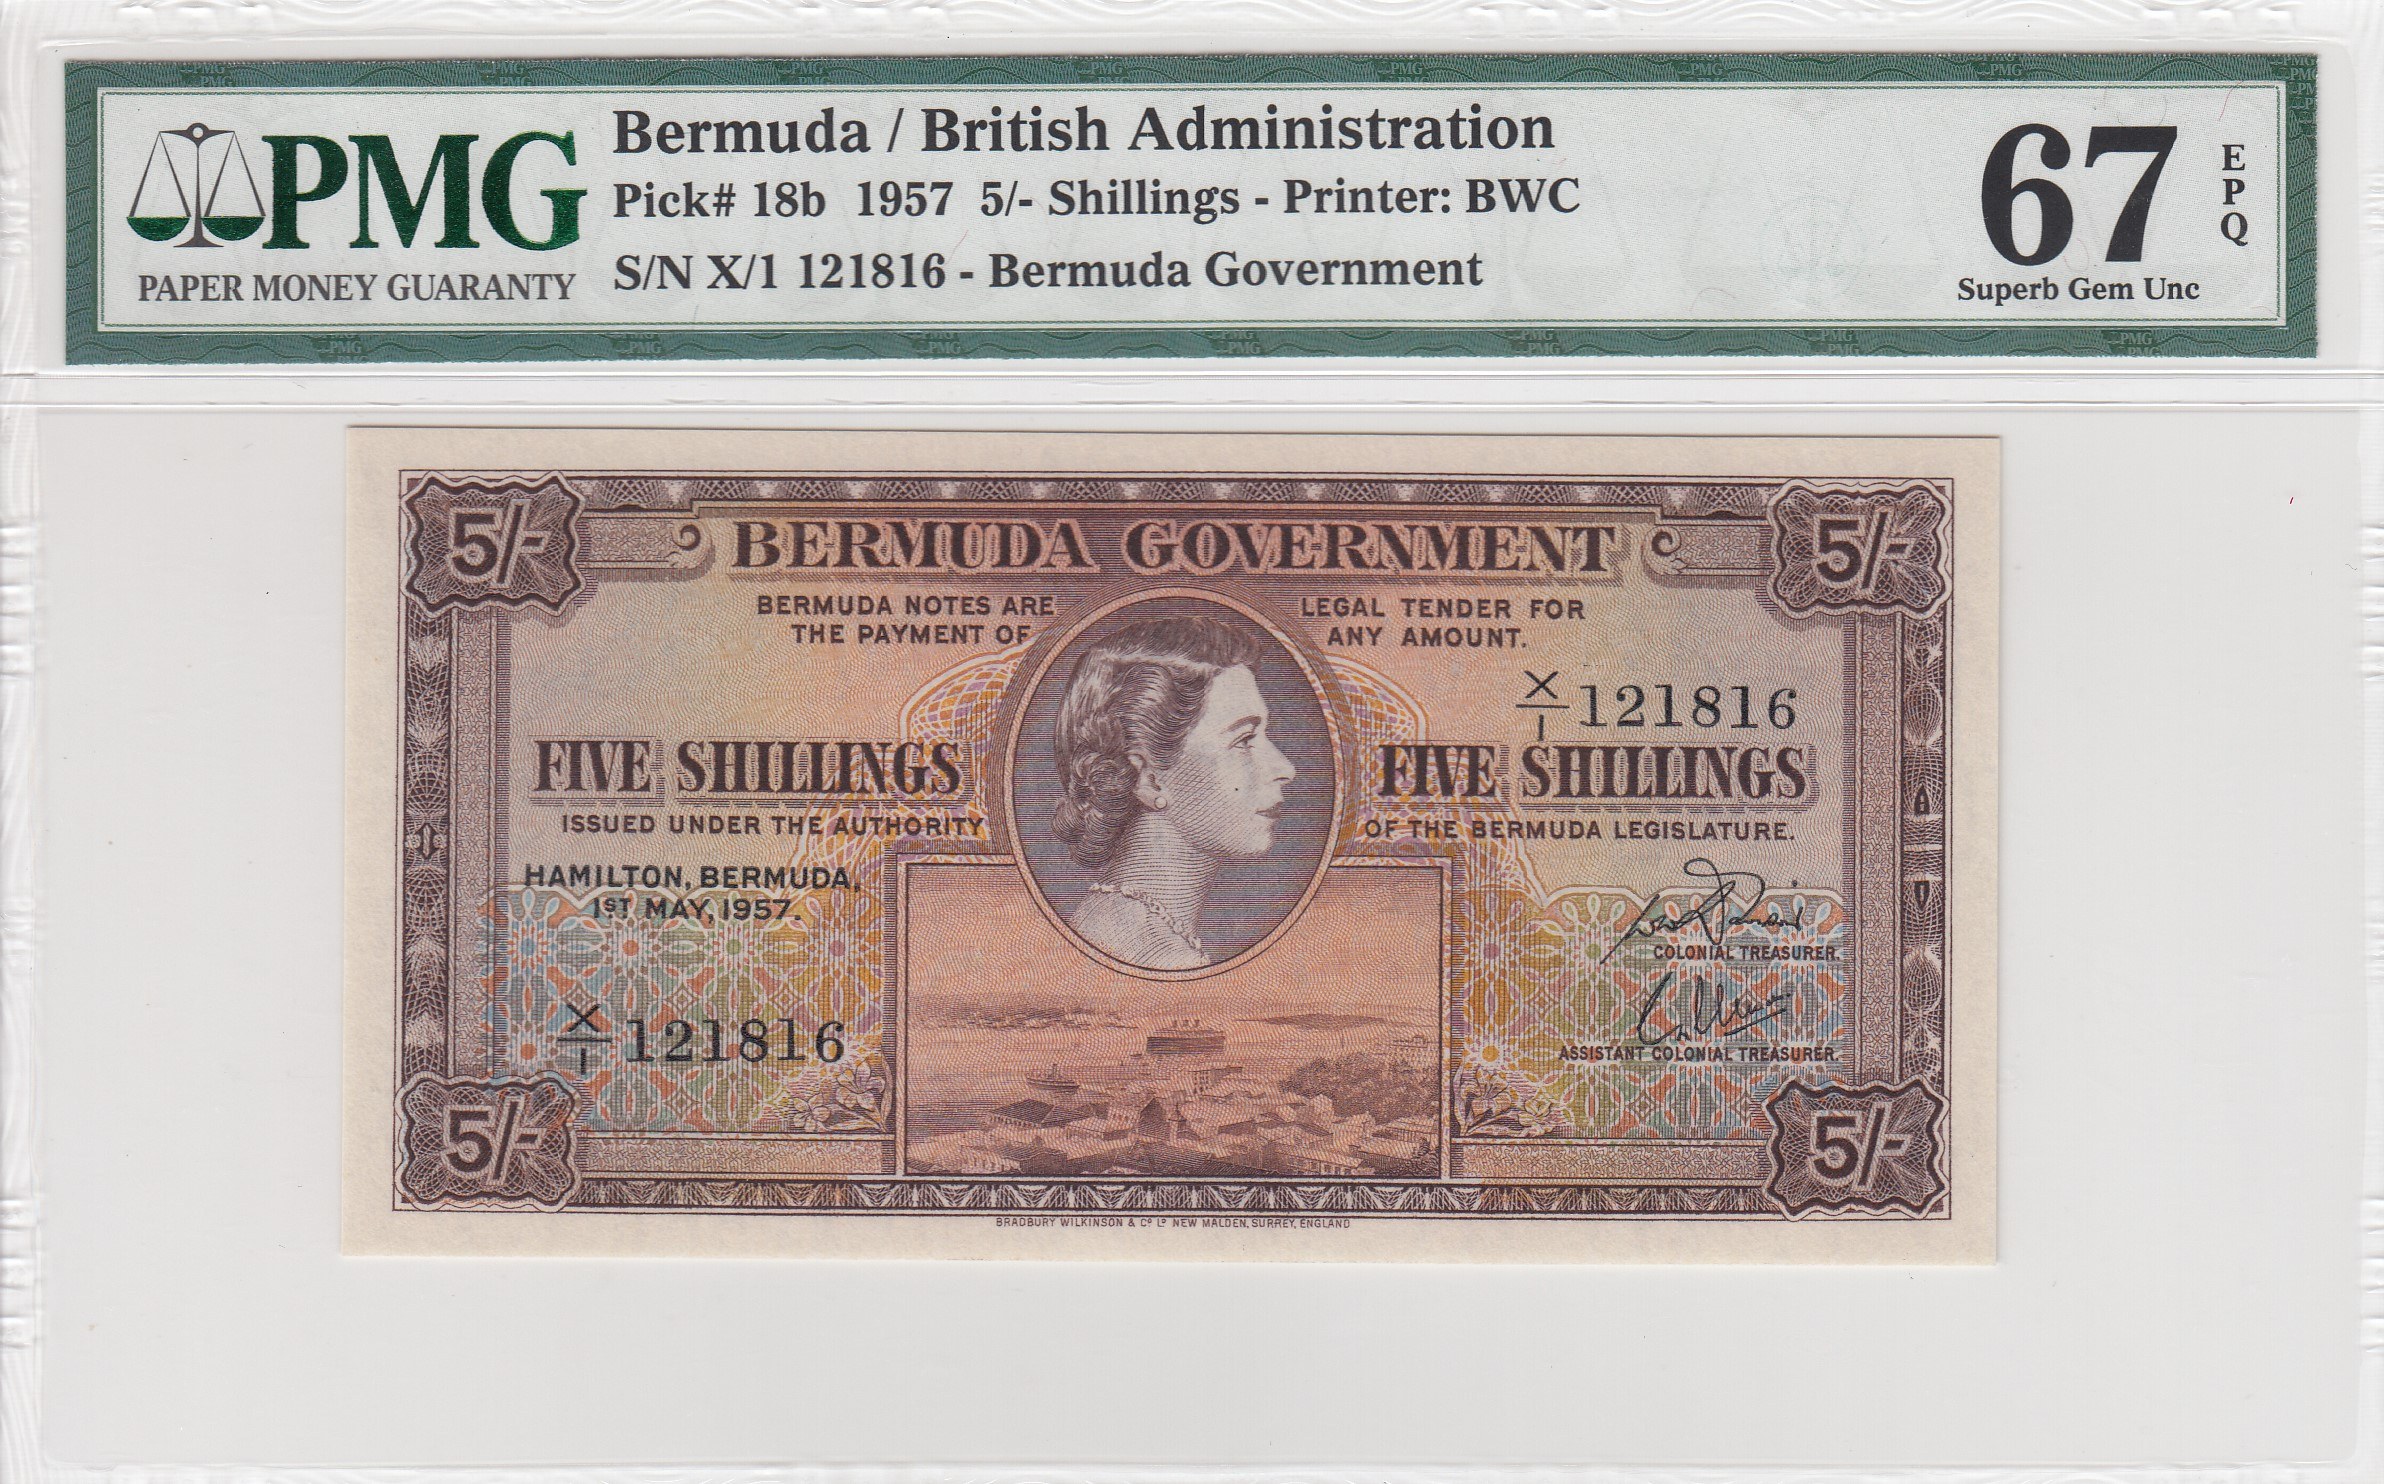 PMG
PAPER MONEY GUARANTY
Bermuda / British Administration
Pick# 18b 1957 5/- Shillings - Printer: BWC
S/N X/1 121816 - Bermuda Government
67
EPQ
Superb Gem Unc
5/-
5/-
BERMUDA GOVERNMENT
BERMUDA NOTES ARE LEGAL TENDER FOR
THE PAYMENT OF ANY AMOUNT.
X/1 121816
FIVE SHILLINGS FIVE SHILLINGS
ISSUED UNDER THE AUTHORITY OF THE BERMUDA LEGISLATURE.
HAMILTON, BERMUDA,
1ST MAY, 1957.
COLONIAL TREASURER.
X/1 121816
ASSISTANT COLONIAL TREASURER.
5/-
5/-
BRADBURY WILKINSON & Cº Lº NEW MALDEN, SURREY, ENGLAND